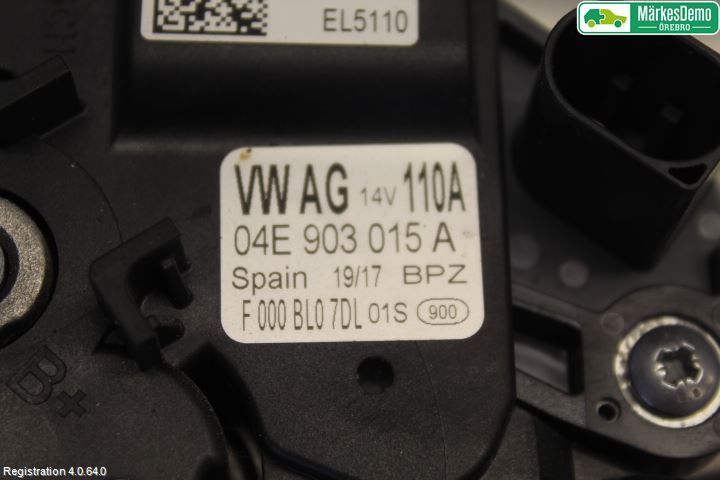 EL5110
MärkesDemo
ÖREBRO
VW AG 14V 110A
04E 903 015 A
Spain 19/17 BPZ
F 000 BL0 7DL 01S 900
B+
Registration 4.0.64.0